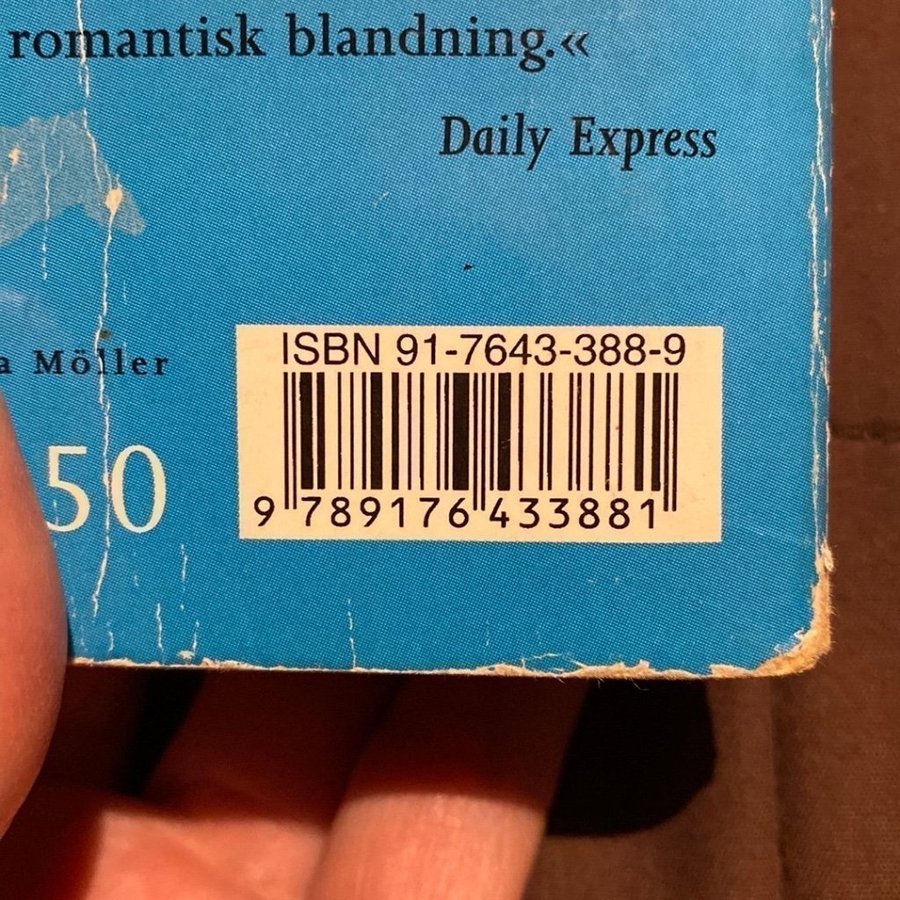 romantisk blandning.«
Daily Express
a Möller
50
ISBN 91-7643-388-9
9 789176 433881